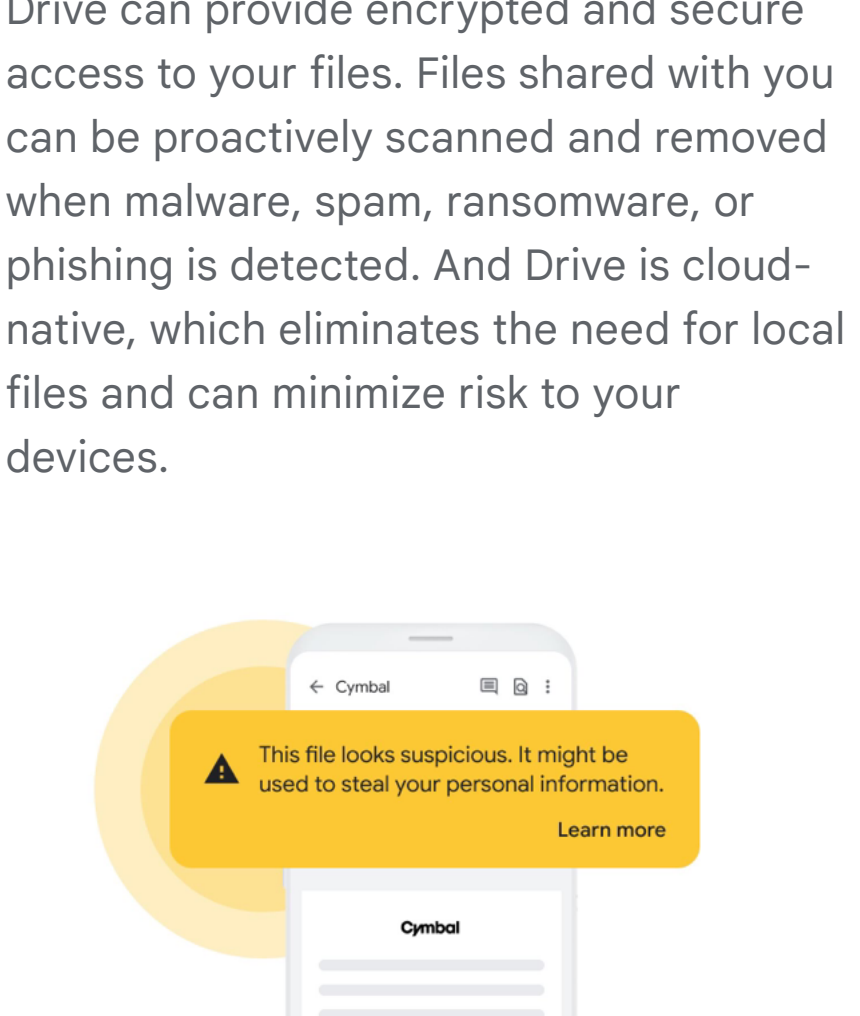 Drive can provide encrypted and secure
access to your files. Files shared with you
can be proactively scanned and removed
when malware, spam, ransomware, or
phishing is detected. And Drive is cloud-
native, which eliminates the need for local
files and can minimize risk to your
devices.
Cymbal
This file looks suspicious. It might be
used to steal your personal information.
Learn more
Cymbal